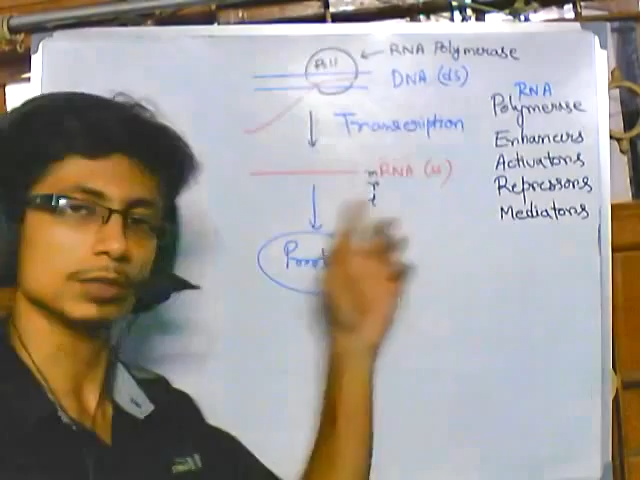 Pol II
RNA Polymerase
DNA (ds)
Transcription
mRNA (ss)
r
t
RNA
Polymerase
Enhancers
Activators
Repressors
Mediators